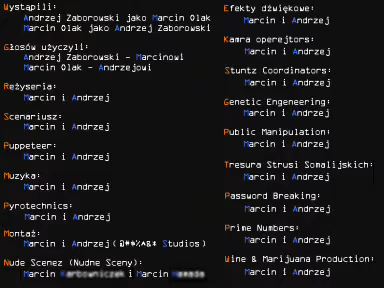 Wystąpili:
Andrzej Zaborowski jako Marcin Olak
Marcin Olak jako Andrzej Zaborowski
Głosów użyczyli:
Andrzej Zaborowski - Marcinowi
Marcin Olak - Andrzejowi
Reżyseria:
Marcin i Andrzej
Scenariusz:
Marcin i Andrzej
Puppeteer:
Marcin i Andrzej
Muzyka:
Marcin i Andrzej
Pyrotechnics:
Marcin i Andrzej
Montaż:
Marcin i Andrzej(@#*%^&* Studios)
Nude Scenez (Nudne Sceny):
Marcin i Marcin
Efekty dźwiękowe:
Marcin i Andrzej
Kamra operejtors:
Marcin i Andrzej
Stuntz Coordinators:
Marcin i Andrzej
Genetic Engeneering:
Marcin i Andrzej
Public Manipulation:
Marcin i Andrzej
Tresura Strusi Somalijskich:
Marcin i Andrzej
Password Breaking:
Marcin i Andrzej
Prime Numbers:
Marcin i Andrzej
Wine & Marijuana Production:
Marcin i Andrzej